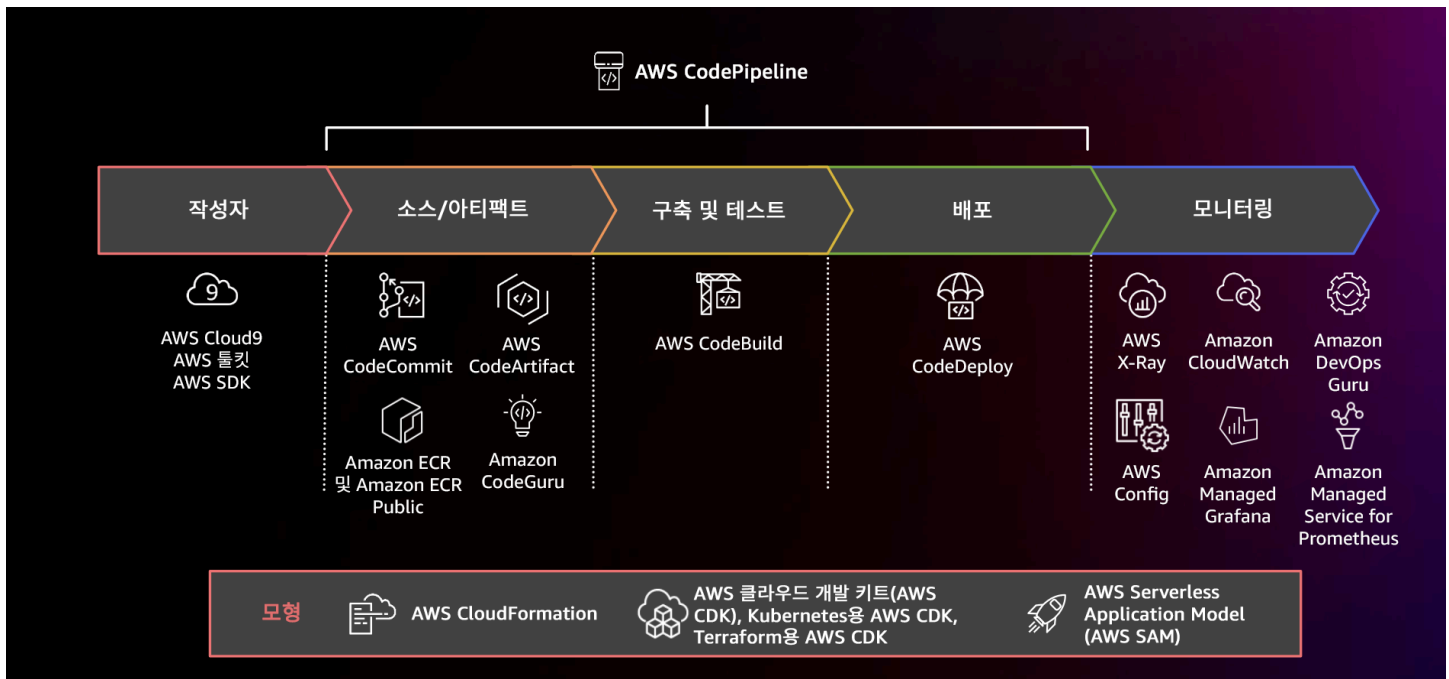 AWS CodePipeline
작성자
소스/아티팩트
구축 및 테스트
배포
모니터링
9
AWS Cloud9
AWS 툴킷
AWS SDK
AWS
CodeCommit
AWS
CodeArtifact
Amazon ECR
및 Amazon ECR
Public
Amazon
CodeGuru
AWS CodeBuild
AWS
CodeDeploy
AWS
X-Ray
Amazon
CloudWatch
Amazon
DevOps
Guru
AWS
Config
Amazon
Managed
Grafana
Amazon
Managed
Service for
Prometheus
모형
AWS CloudFormation
AWS 클라우드 개발 키트(AWS
CDK), Kubernetes용 AWS CDK,
Terraform용 AWS CDK
AWS Serverless
Application Model
(AWS SAM)